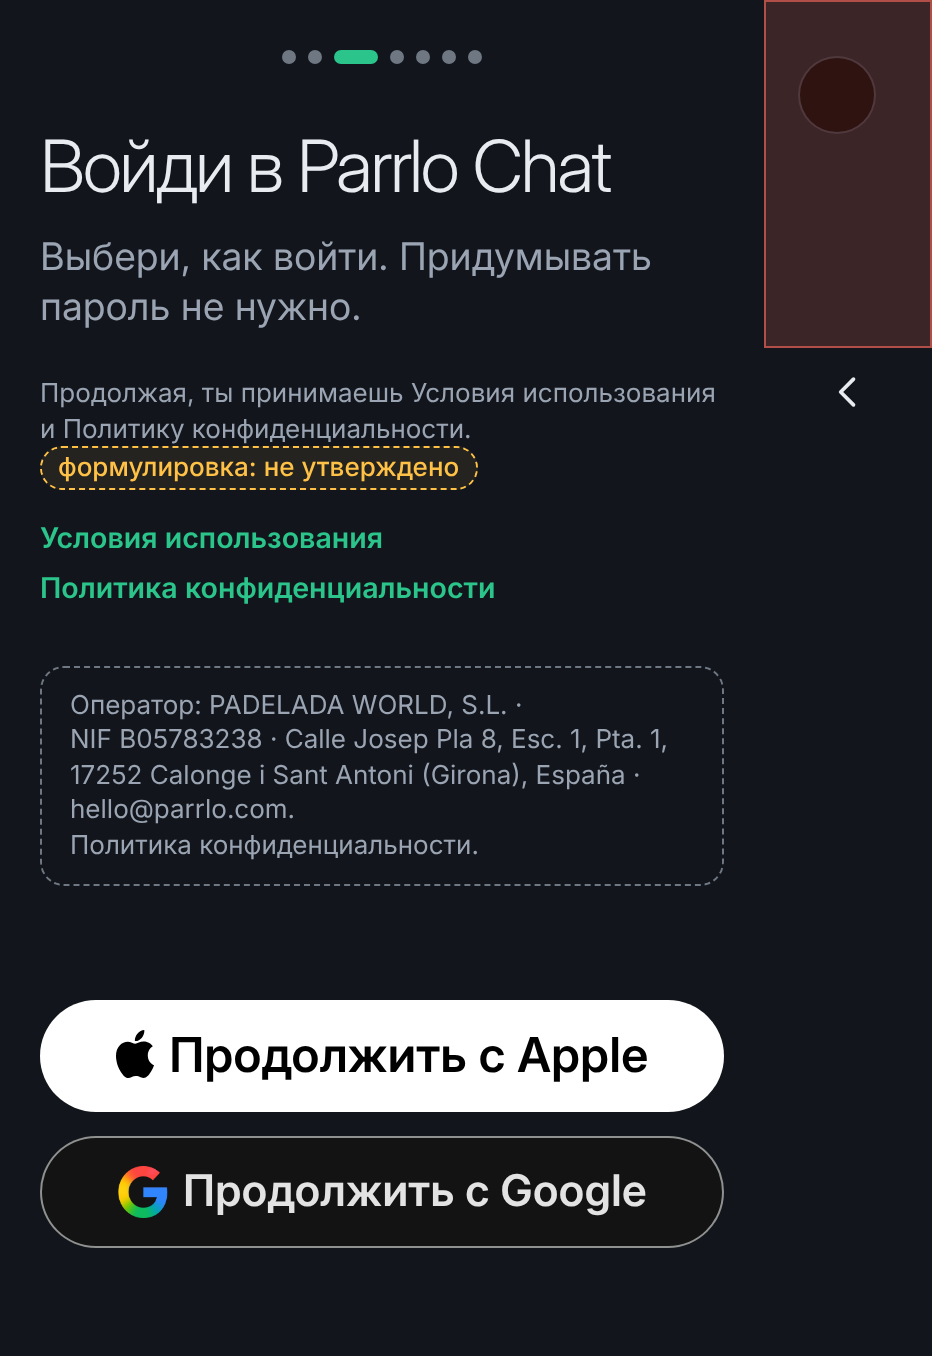 Войди в Parrlo Chat
Выбери, как войти. Придумывать
пароль не нужно.
Продолжая, ты принимаешь Условия использования
и Политику конфиденциальности.
формулировка: не утверждено
Условия использования
Политика конфиденциальности
Оператор: PADELADA WORLD, S.L. ·
NIF B05783238 · Calle Josep Pla 8, Esc. 1, Pta. 1,
17252 Calonge i Sant Antoni (Girona), España ·
hello@parrlo.com.
Политика конфиденциальности.
Продолжить с Apple
Продолжить с Google